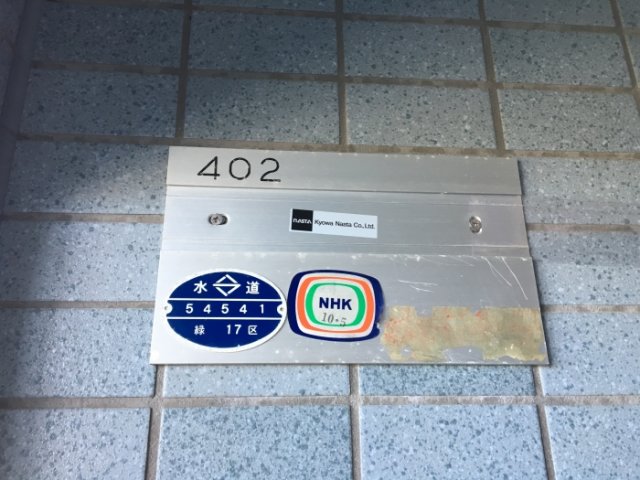 402
nasta Kyowa Nasta Co.,Ltd.
水 道
54541
緑 17区
NHK
10.5